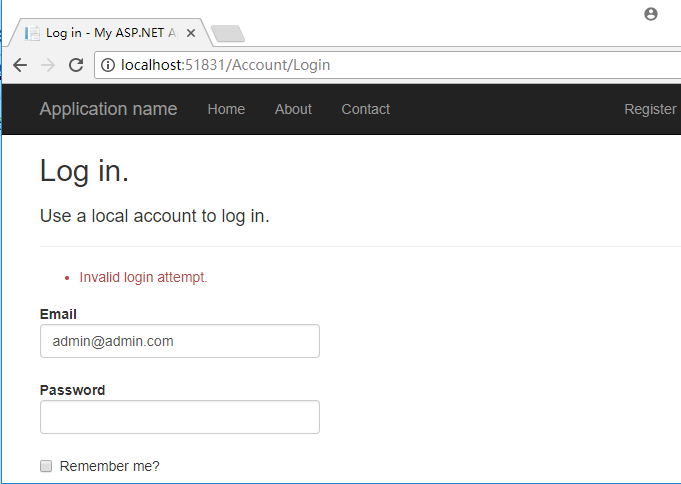 Log in - My ASP.NET A
localhost:51831/Account/Login
Application name Home About Contact Register
Log in.
Use a local account to log in.
Invalid login attempt.
Email
admin@admin.com
Password
Remember me?